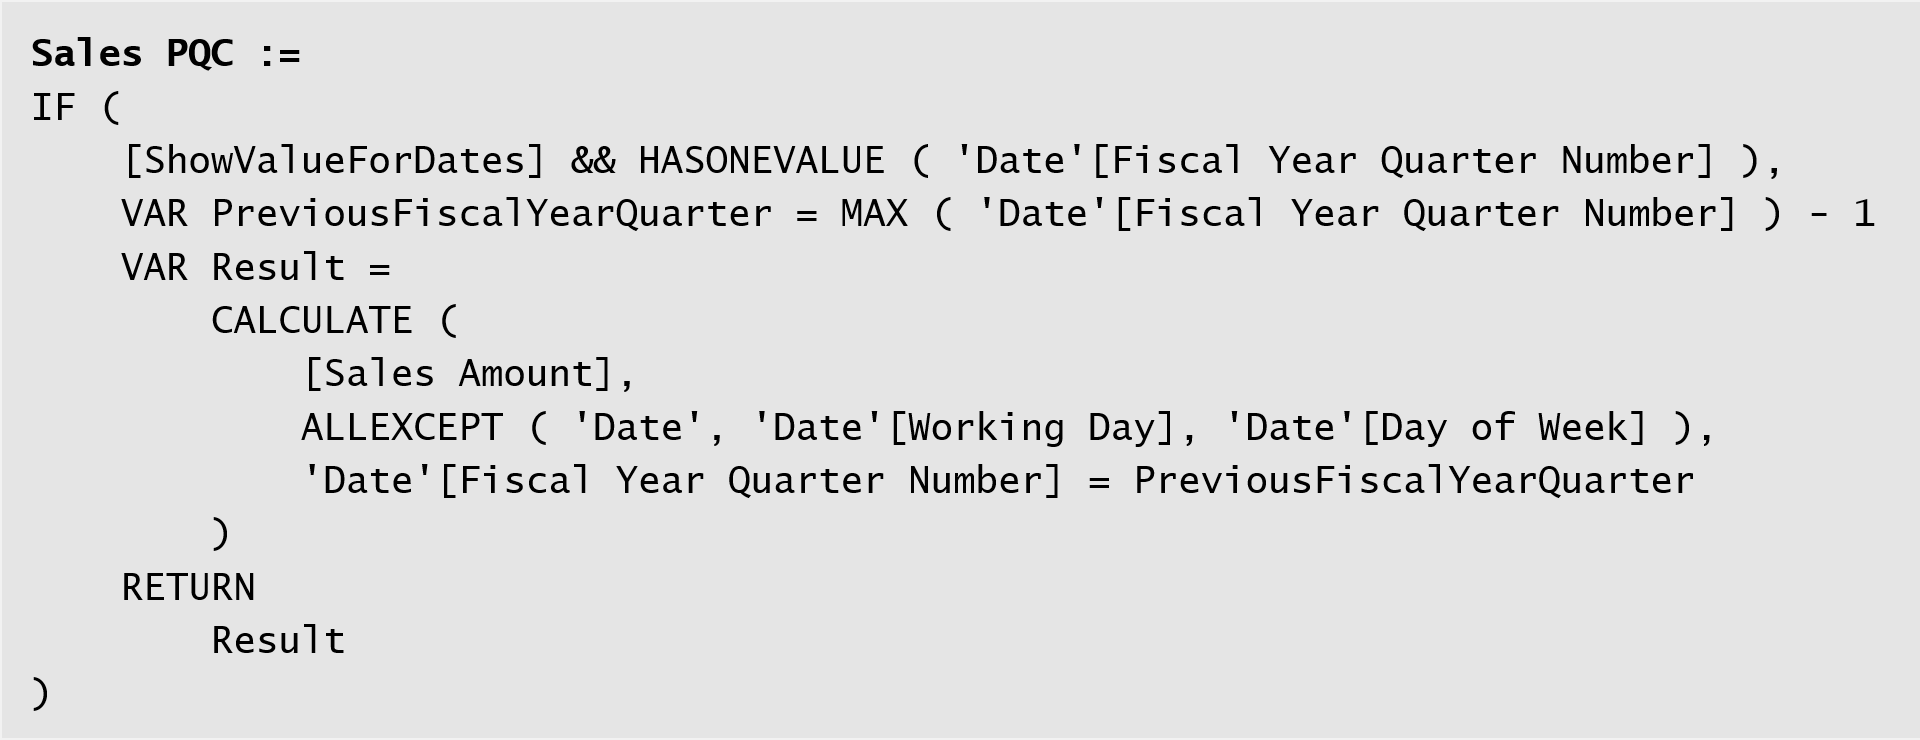 Sales PQC :=
IF (
    [ShowValueForDates] && HASONEVALUE ( 'Date'[Fiscal Year Quarter Number] ),
    VAR PreviousFiscalYearQuarter = MAX ( 'Date'[Fiscal Year Quarter Number] ) - 1
    VAR Result =
        CALCULATE (
            [Sales Amount],
            ALLEXCEPT ( 'Date', 'Date'[Working Day], 'Date'[Day of Week] ),
            'Date'[Fiscal Year Quarter Number] = PreviousFiscalYearQuarter
        )
    RETURN
        Result
)